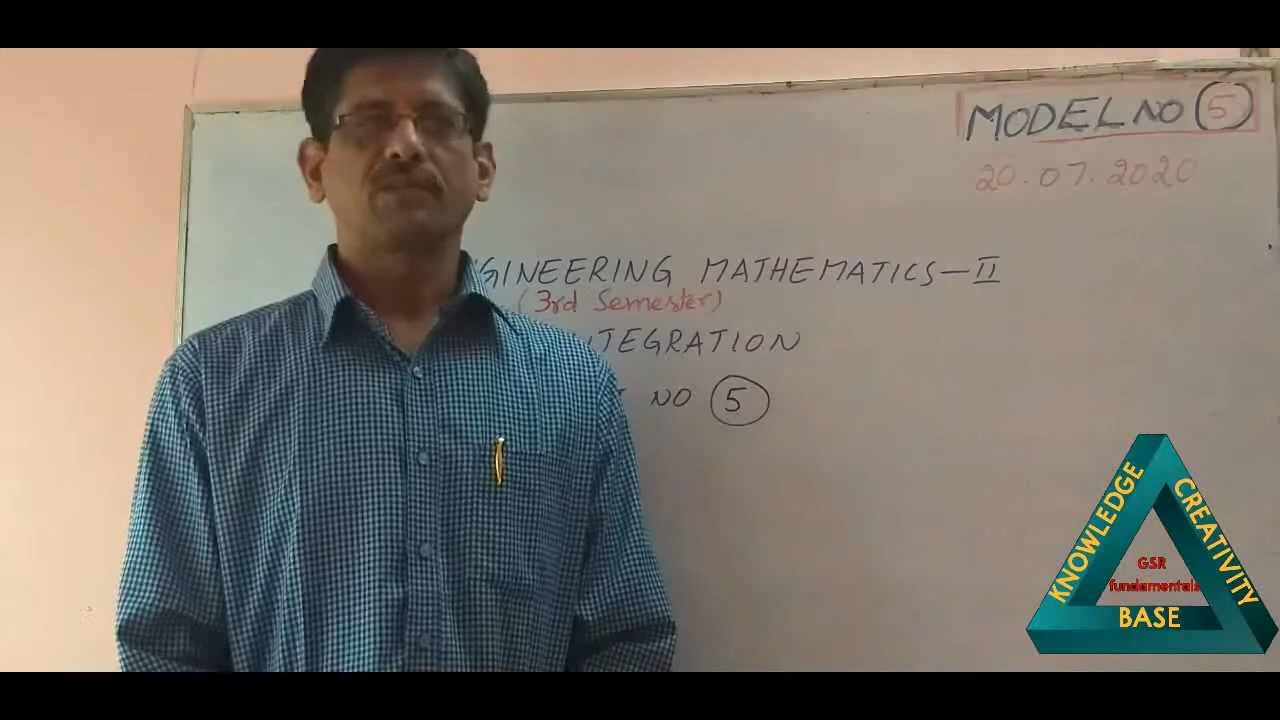 MODEL NO 5
20.07.2020
GINEERING MATHEMATICS-II
(3rd Semester)
TEGRATION
NO 5
KNOWLEDGE
CREATIVITY
GSR
fundamentals
BASE